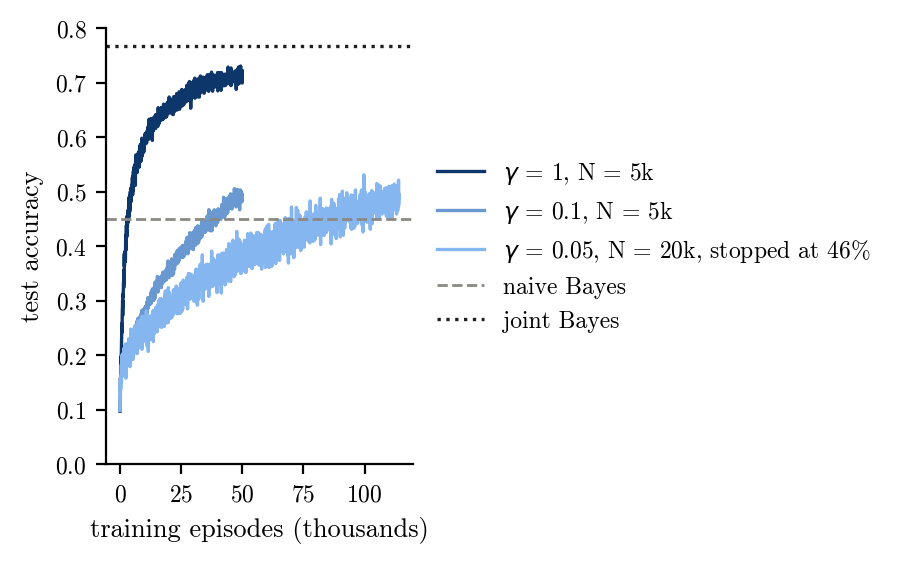 0.8
0.7
0.6
0.5
0.4
0.3
0.2
0.1
0.0
test accuracy
0 25 50 75 100
training episodes (thousands)
γ = 1, N = 5k
γ = 0.1, N = 5k
γ = 0.05, N = 20k, stopped at 46%
naive Bayes
joint Bayes